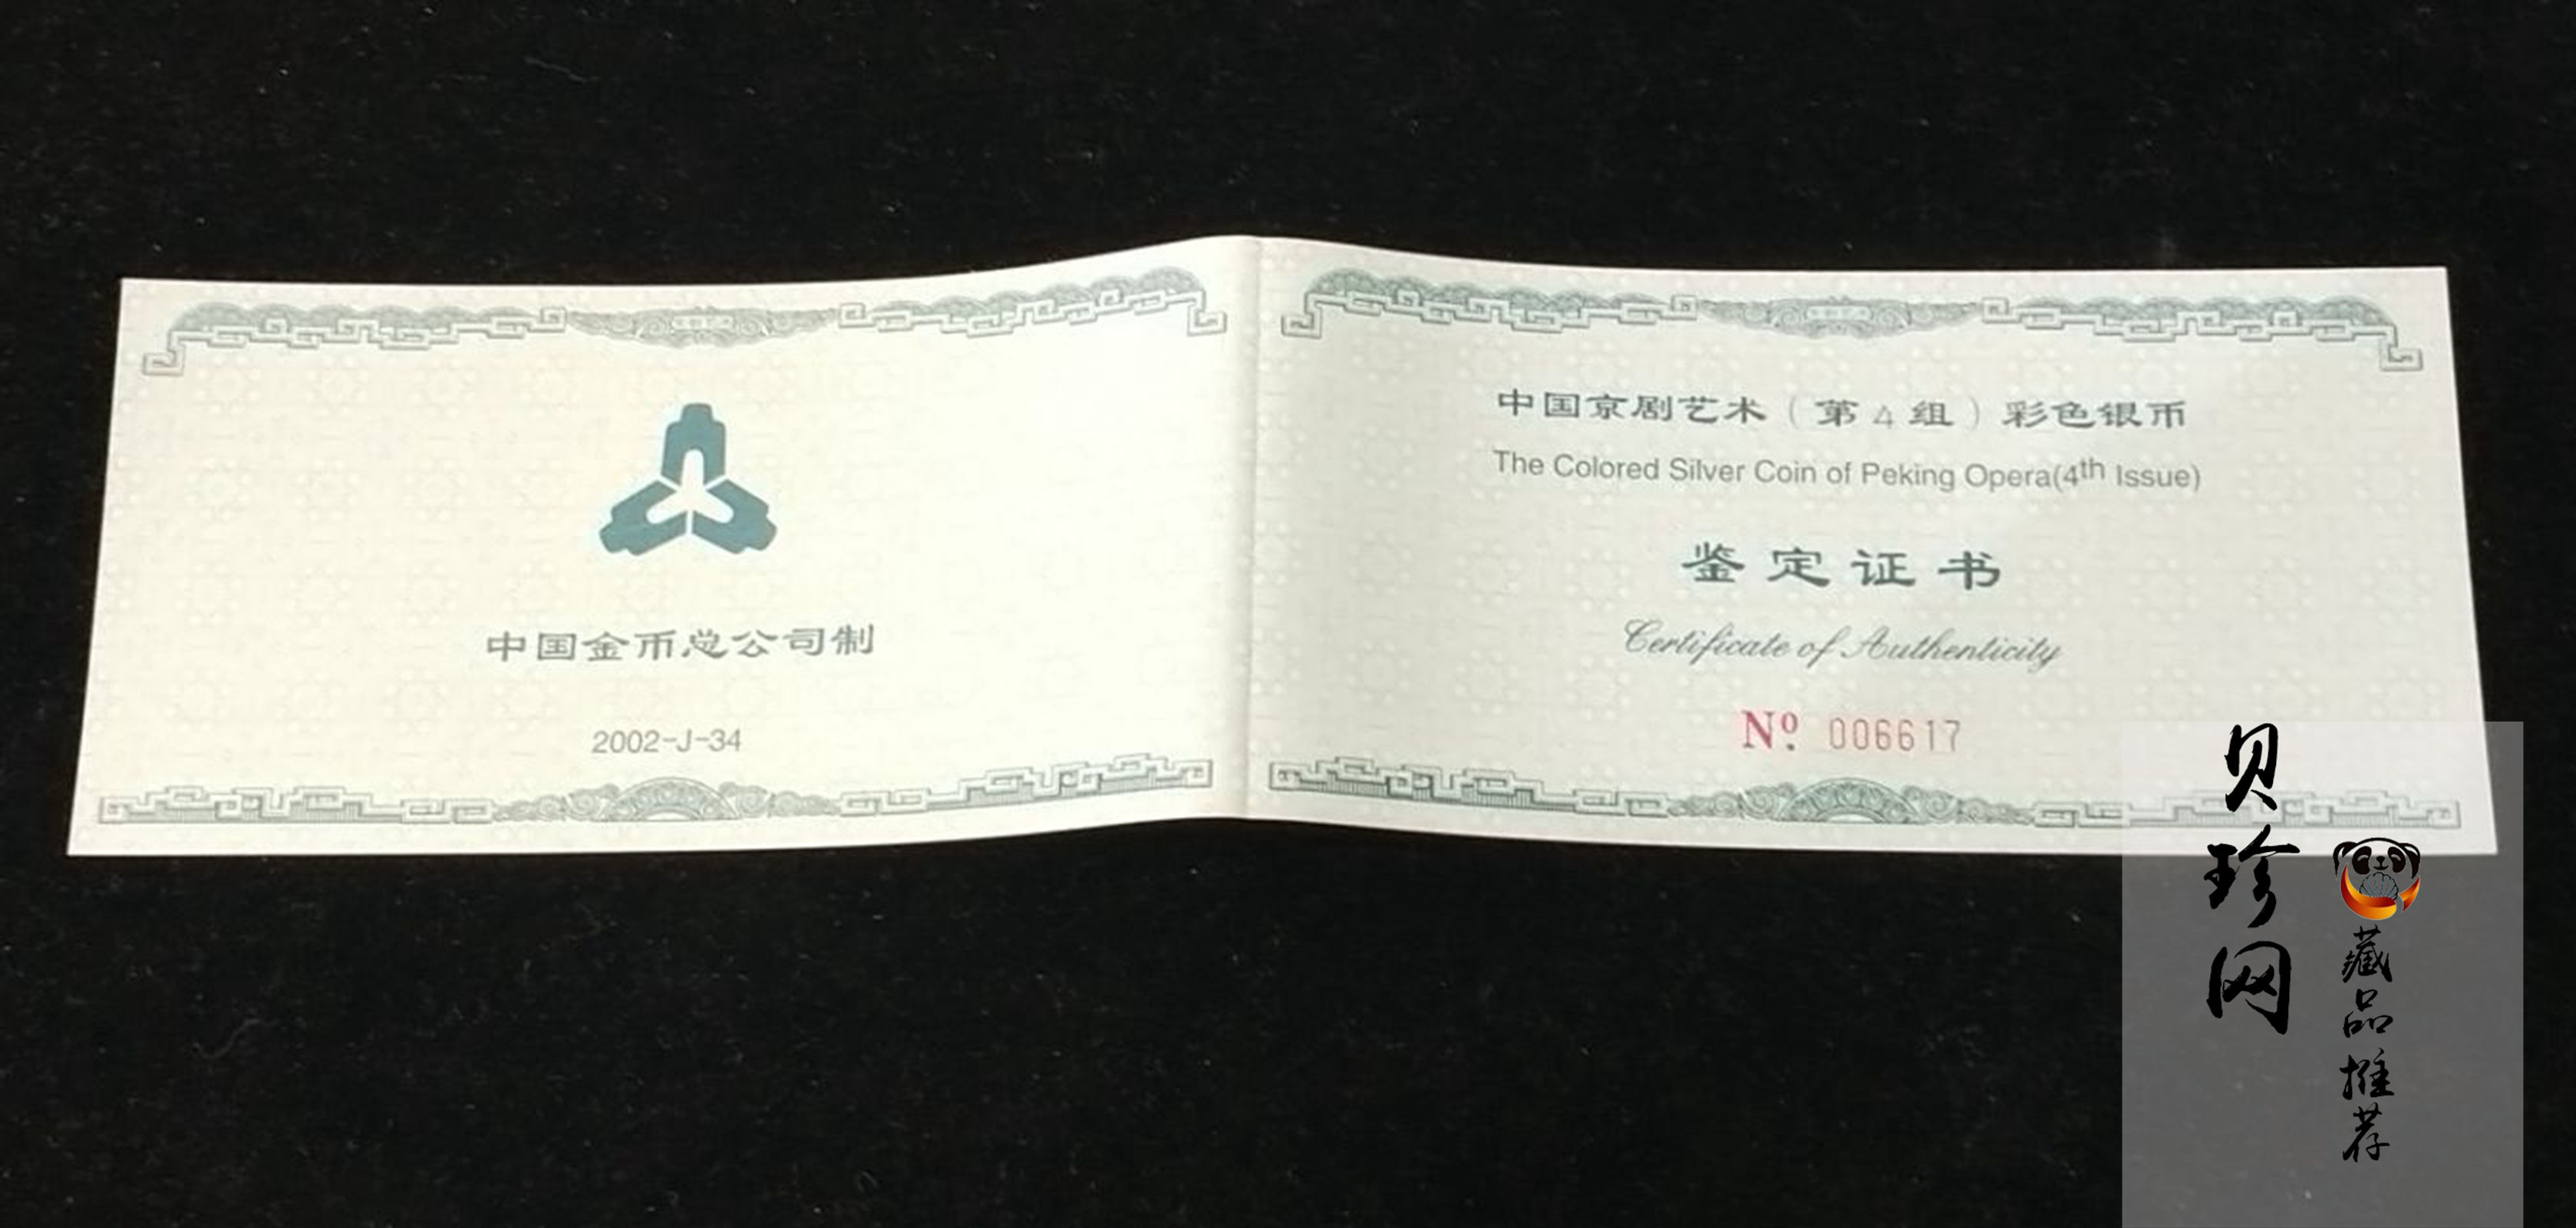 中国金币总公司制
2002-J-34
中国京剧艺术(第4组)彩色银币
The Colored Silver Coin of Peking Opera(4th Issue)
鉴定证书
Certificate of Authenticity
Nº 006617
贝珍网
藏品推荐